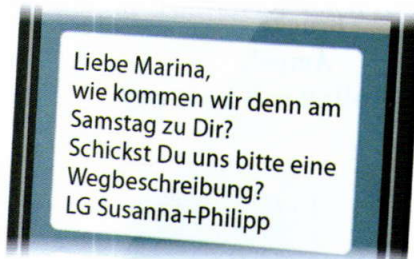 Liebe Marina,
wie kommen wir denn am
Samstag zu Dir?
Schickst Du uns bitte eine
Wegbeschreibung?
LG Susanna+Philipp